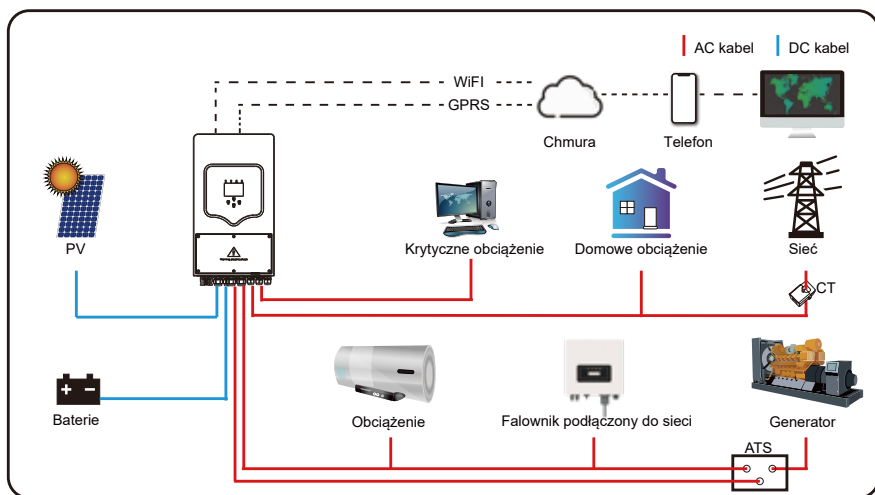 AC kabel
DC kabel
WiFI
GPRS
Chmura
Telefon
PV
Krytyczne obciążenie
Domowe obciążenie
Sieć
CT
Baterie
Obciążenie
Falownik podłączony do sieci
Generator
ATS